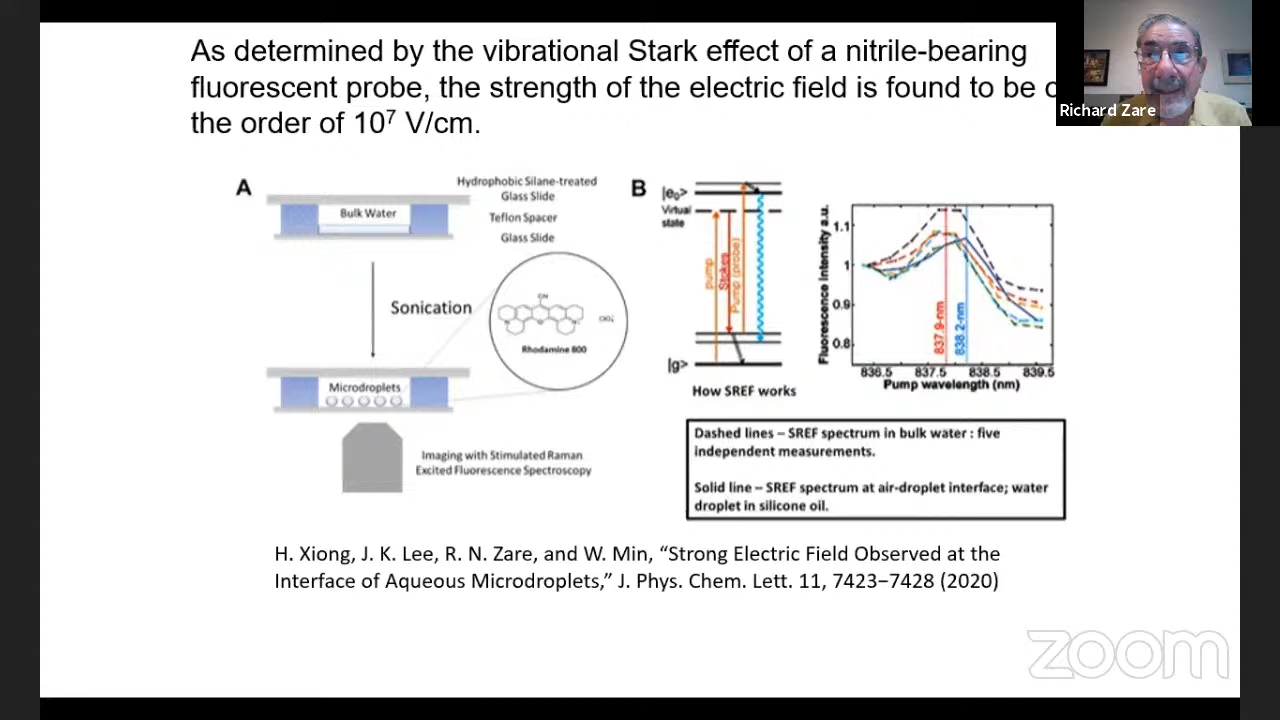 As determined by the vibrational Stark effect of a nitrile-bearing
fluorescent probe, the strength of the electric field is found to be
the order of 10⁷ V/cm.
Richard Zare
A
Hydrophobic Silane-treated
Glass Slide
Bulk Water
Teflon Spacer
Glass Slide
Sonication
CN
Rhodamine 800
Microdroplets
Imaging with Stimulated Raman
Excited Fluorescence Spectroscopy
B
|e₀>
Virtual
state
pump
Stokes
Pump (probe)
|g>
How SREF works
Fluorescence Intensity a.u.
1.1
1
0.9
0.8
837.9-nm
838.2-nm
836.5 837.5 838.5 839.5
Pump wavelength (nm)
Dashed lines – SREF spectrum in bulk water : five
independent measurements.
Solid line – SREF spectrum at air-droplet interface; water
droplet in silicone oil.
H. Xiong, J. K. Lee, R. N. Zare, and W. Min, “Strong Electric Field Observed at the
Interface of Aqueous Microdroplets,” J. Phys. Chem. Lett. 11, 7423−7428 (2020)
zoom